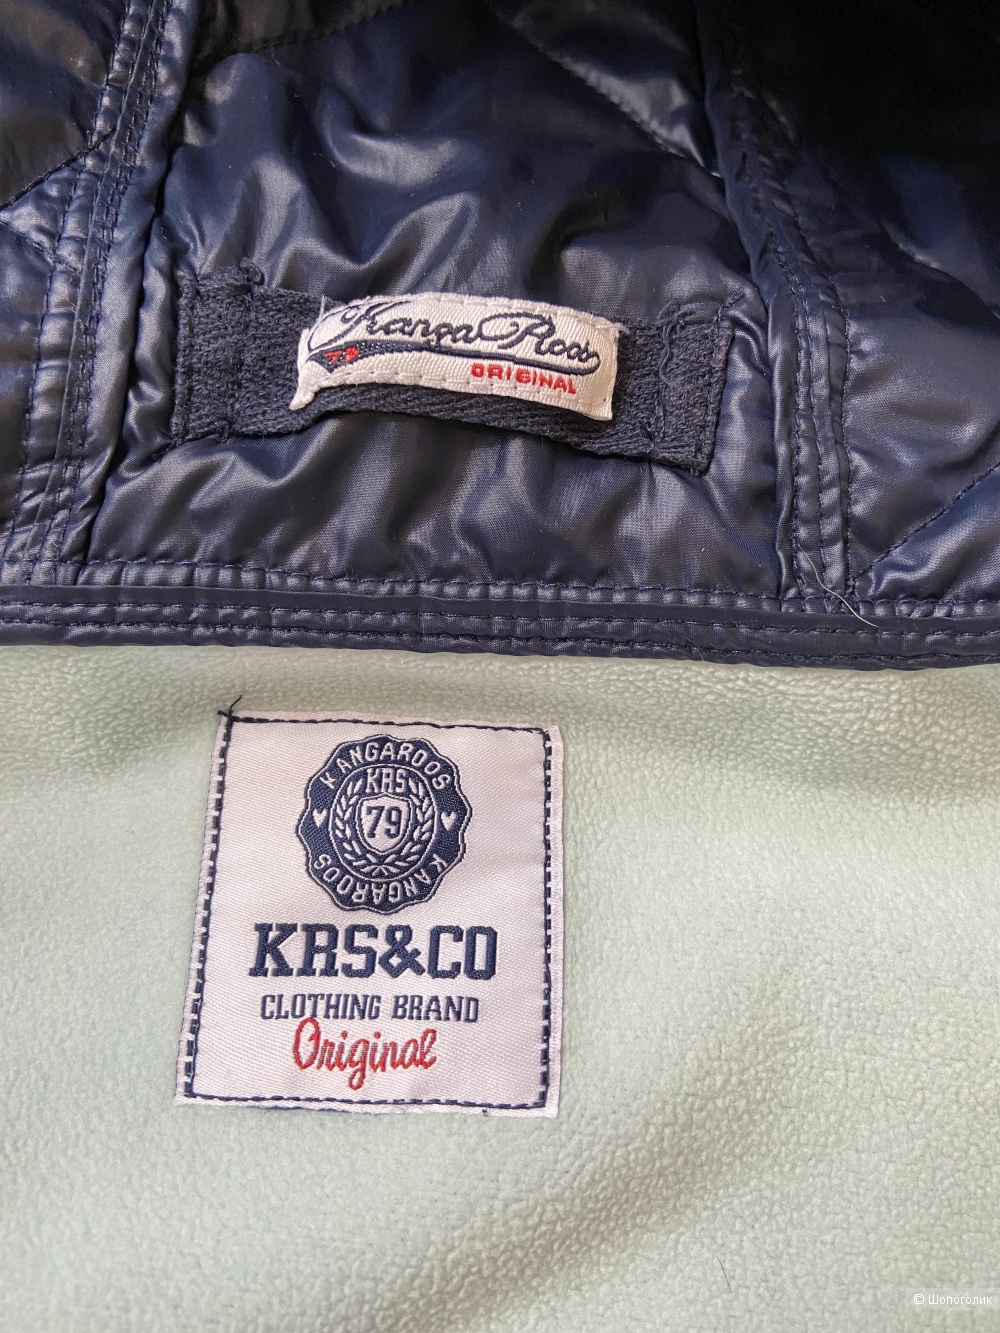 KangaRoos
79
ORIGINAL
KANGAROOS
KRS
79
KANGAROOS
KRS&CO
CLOTHING BRAND
Original
© Шопоголик